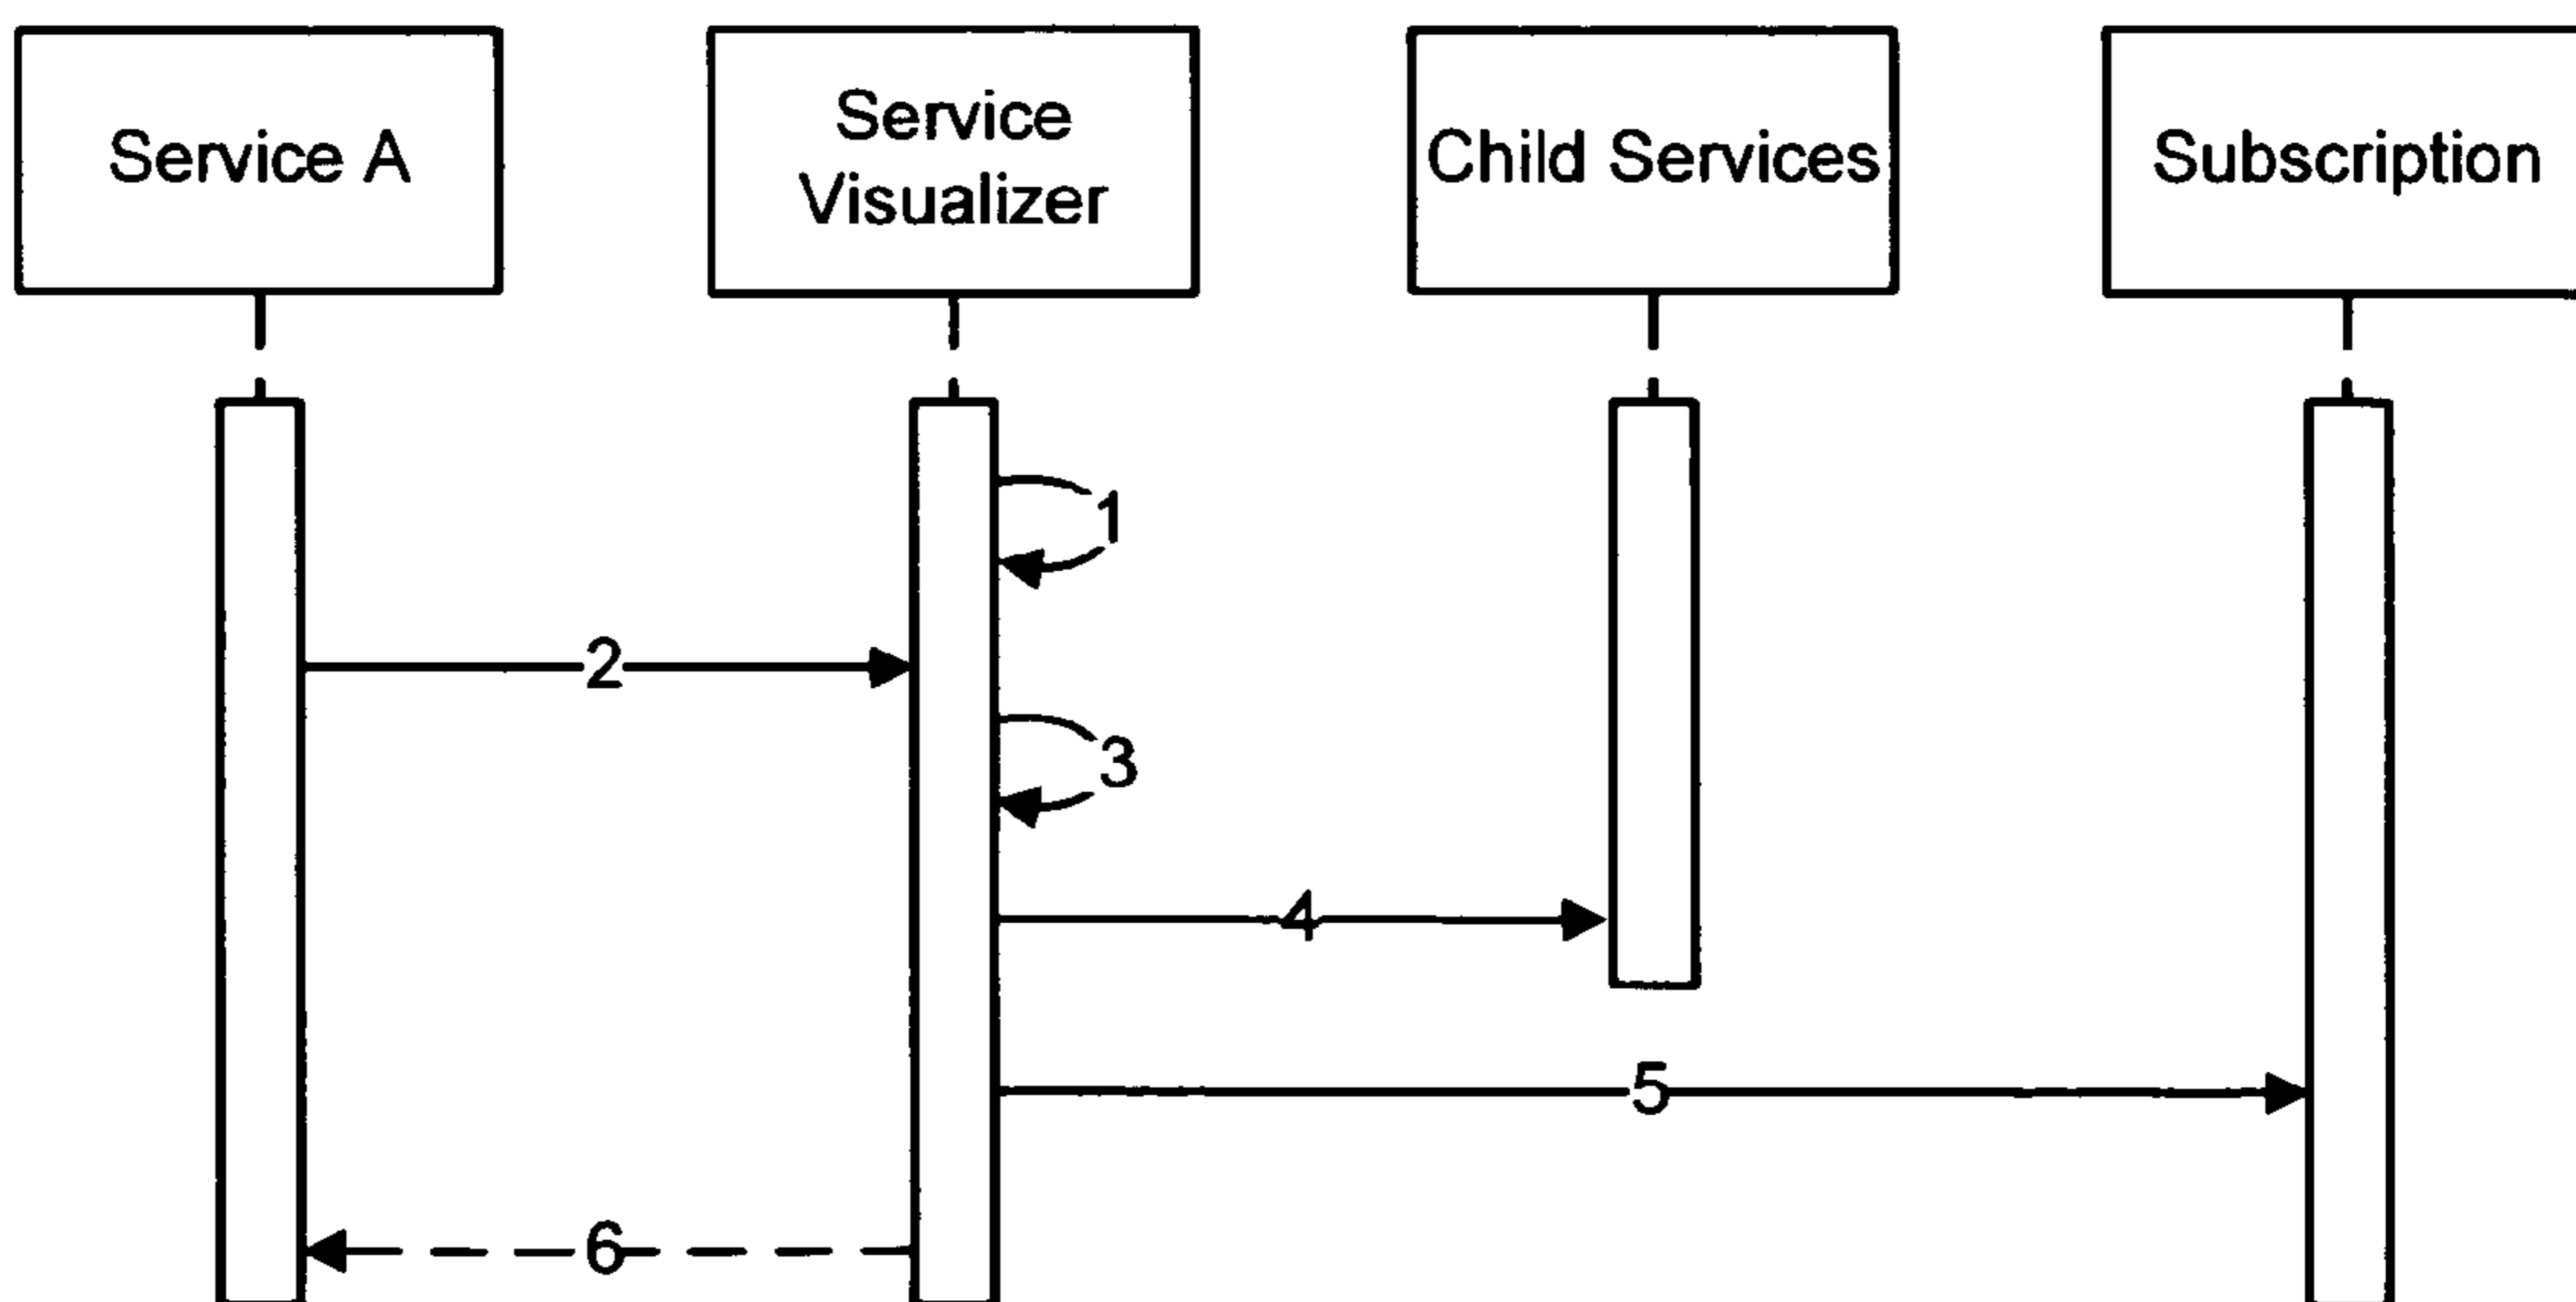 Service A
Service
Visualizer
Child Services
Subscription
1
2
3
4
5
6